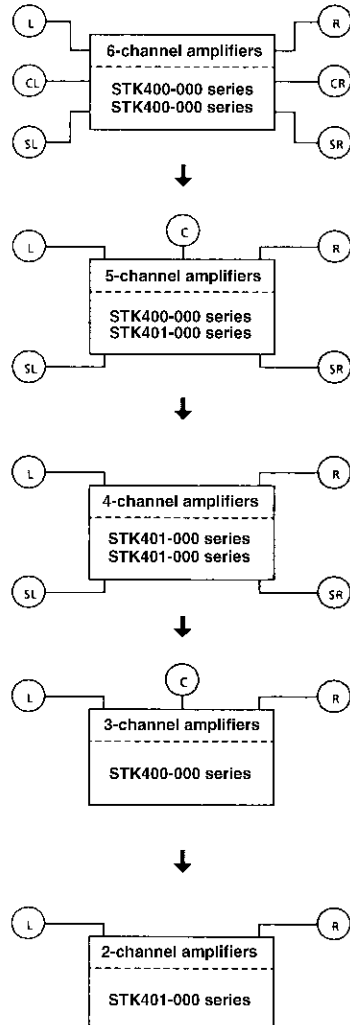 L R
6-channel amplifiers
CL CR
STK400-000 series
STK400-000 series
SL SR
C
L R
5-channel amplifiers
STK400-000 series
STK401-000 series
SL SR
L R
4-channel amplifiers
STK401-000 series
STK401-000 series
SL SR
C
L R
3-channel amplifiers
STK400-000 series
L R
2-channel amplifiers
STK401-000 series